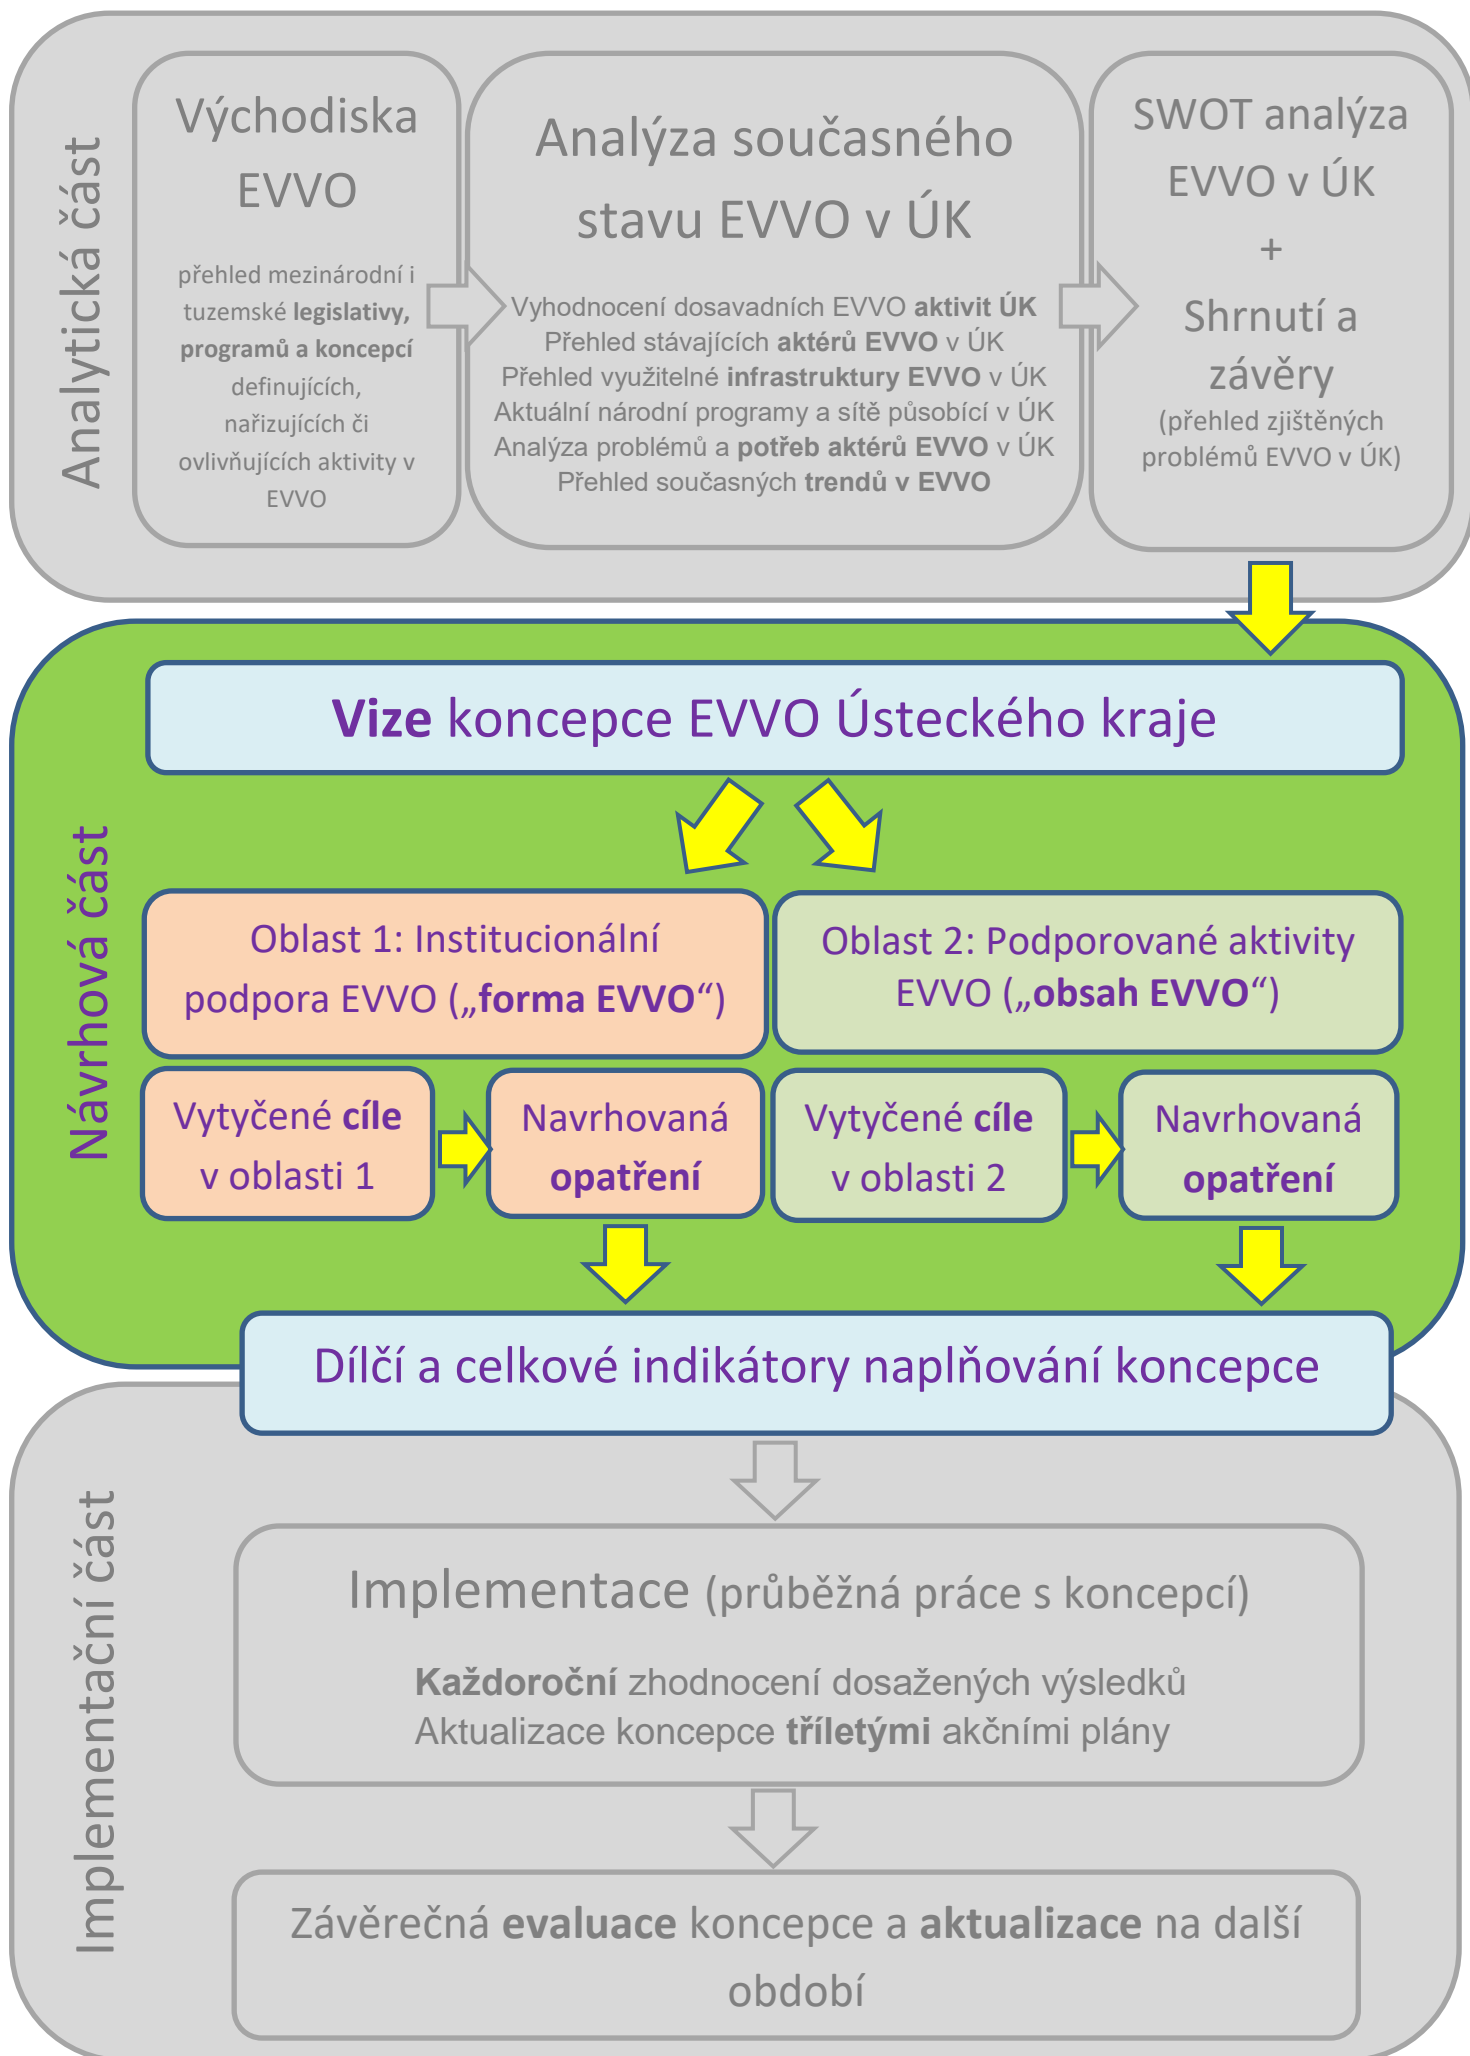 Analytická část
Východiska
EVVO
přehled mezinárodní i
tuzemské legislativy,
programů a koncepcí
definujících,
nařizujících či
ovlivňujících aktivity v
EVVO
Analýza současného
stavu EVVO v ÚK
Vyhodnocení dosavadních EVVO aktivit ÚK
Přehled stávajících aktérů EVVO v ÚK
Přehled využitelné infrastruktury EVVO v ÚK
Aktuální národní programy a sítě působící v ÚK
Analýza problémů a potřeb aktérů EVVO v ÚK
Přehled současných trendů v EVVO
SWOT analýza
EVVO v ÚK
+
Shrnutí a
závěry
(přehled zjištěných
problémů EVVO v ÚK)
Návrhová část
Vize koncepce EVVO Ústeckého kraje
Oblast 1: Institucionální
podpora EVVO („forma EVVO“)
Oblast 2: Podporované aktivity
EVVO („obsah EVVO“)
Vytyčené cíle
v oblasti 1
Navrhovaná
opatření
Vytyčené cíle
v oblasti 2
Navrhovaná
opatření
Dílčí a celkové indikátory naplňování koncepce
Implementační část
Implementace (průběžná práce s koncepcí)
Každoroční zhodnocení dosažených výsledků
Aktualizace koncepce tříletými akčními plány
Závěrečná evaluace koncepce a aktualizace na další
období